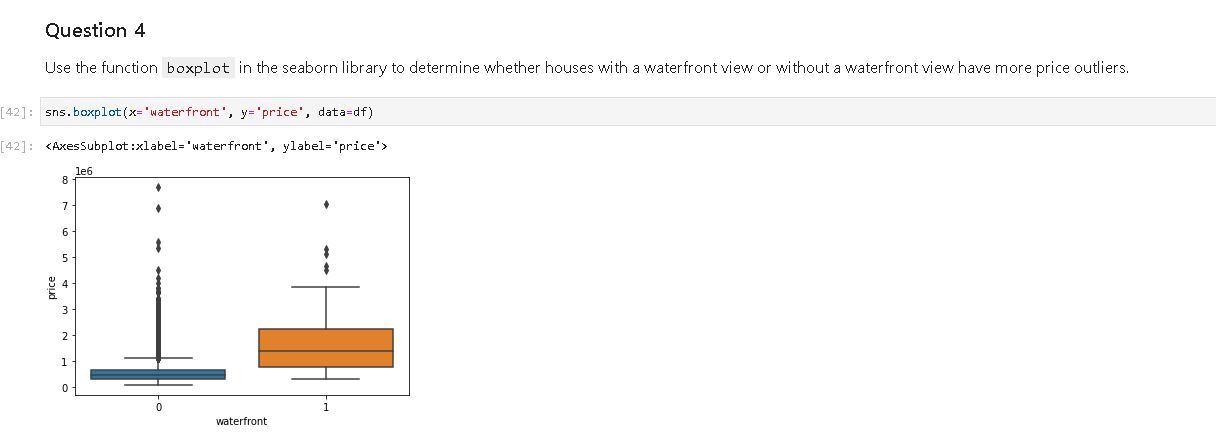 Question 4
Use the function boxplot in the seaborn library to determine whether houses with a waterfront view or without a waterfront view have more price outliers.
[42]: sns.boxplot(x='waterfront', y='price', data=df)
[42]: <AxesSubplot:xlabel='waterfront', ylabel='price'>
1e6
8
7
6
5
4
3
2
1
0
price
0 1
waterfront